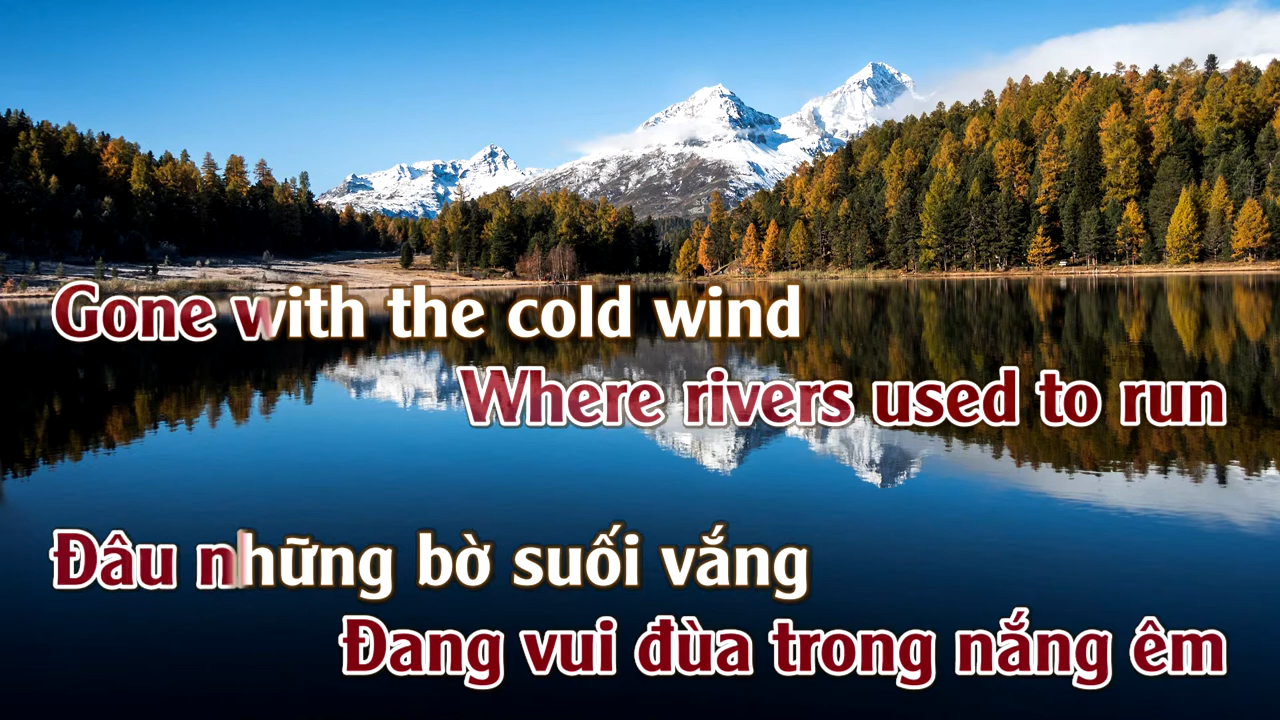 Gone with the cold wind
Where rivers used to run
Đâu những bờ suối vắng
Đang vui đùa trong nắng êm